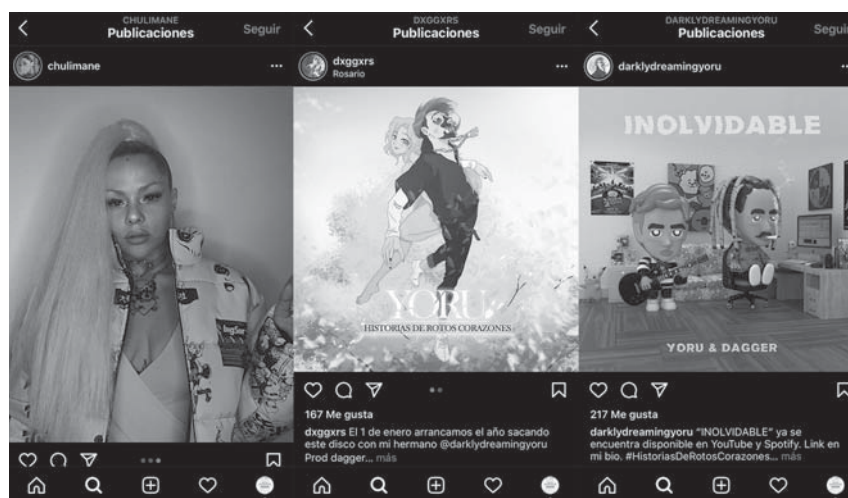 CHULIMANE
Publicaciones
Seguir
chulimane
DXGGXRS
Publicaciones
Seguir
dxggxrs
Rosario
YORU
HISTORIAS DE ROTOS CORAZONES
167 Me gusta
dxggxrs El 1 de enero arrancamos el año sacando
este disco con mi hermano @darklydreamingyoru
Prod dagger... más
DARKLYDREAMINGYORU
Publicaciones
Seguir
darklydreamingyoru
INOLVIDABLE
YORU & DAGGER
217 Me gusta
darklydreamingyoru “INOLVIDABLE” ya se
encuentra disponible en YouTube y Spotify. Link en
mi bio. #HistoriasDeRotosCorazones... más